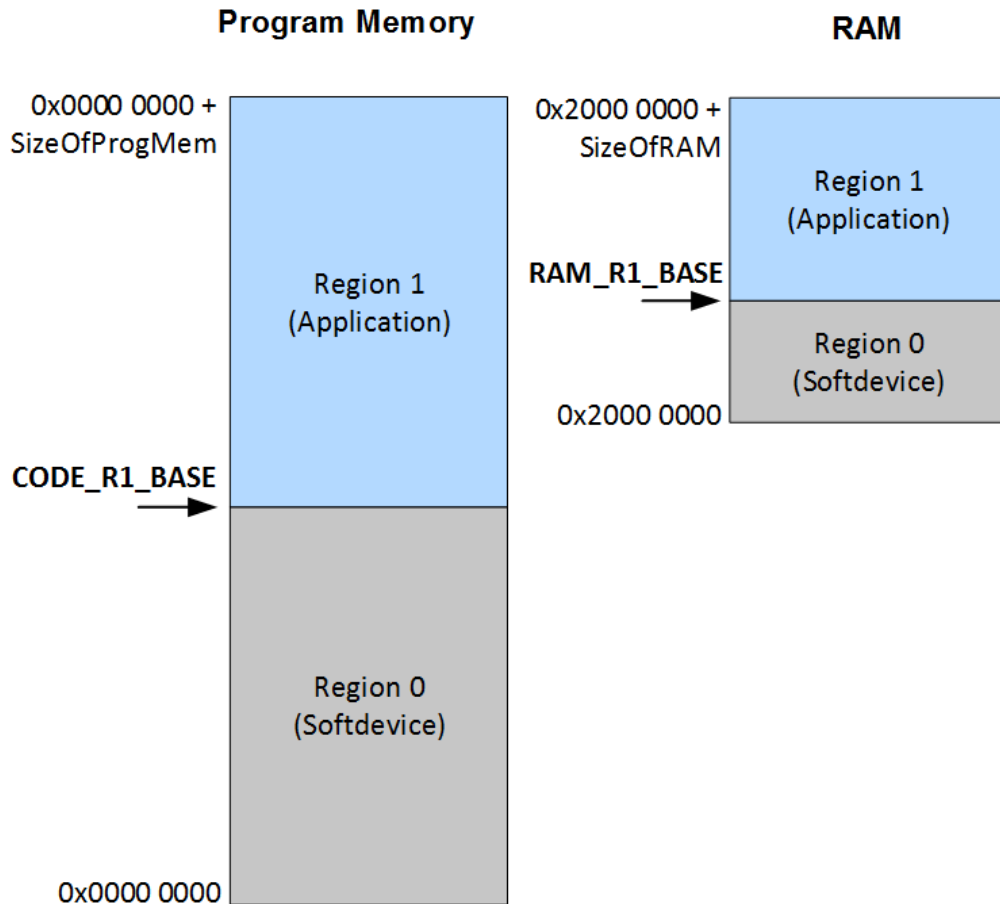 Program Memory
0x0000 0000 +
SizeOfProgMem
Region 1
(Application)
CODE_R1_BASE
Region 0
(Softdevice)
0x0000 0000
RAM
0x2000 0000 +
SizeOfRAM
Region 1
(Application)
RAM_R1_BASE
Region 0
(Softdevice)
0x2000 0000